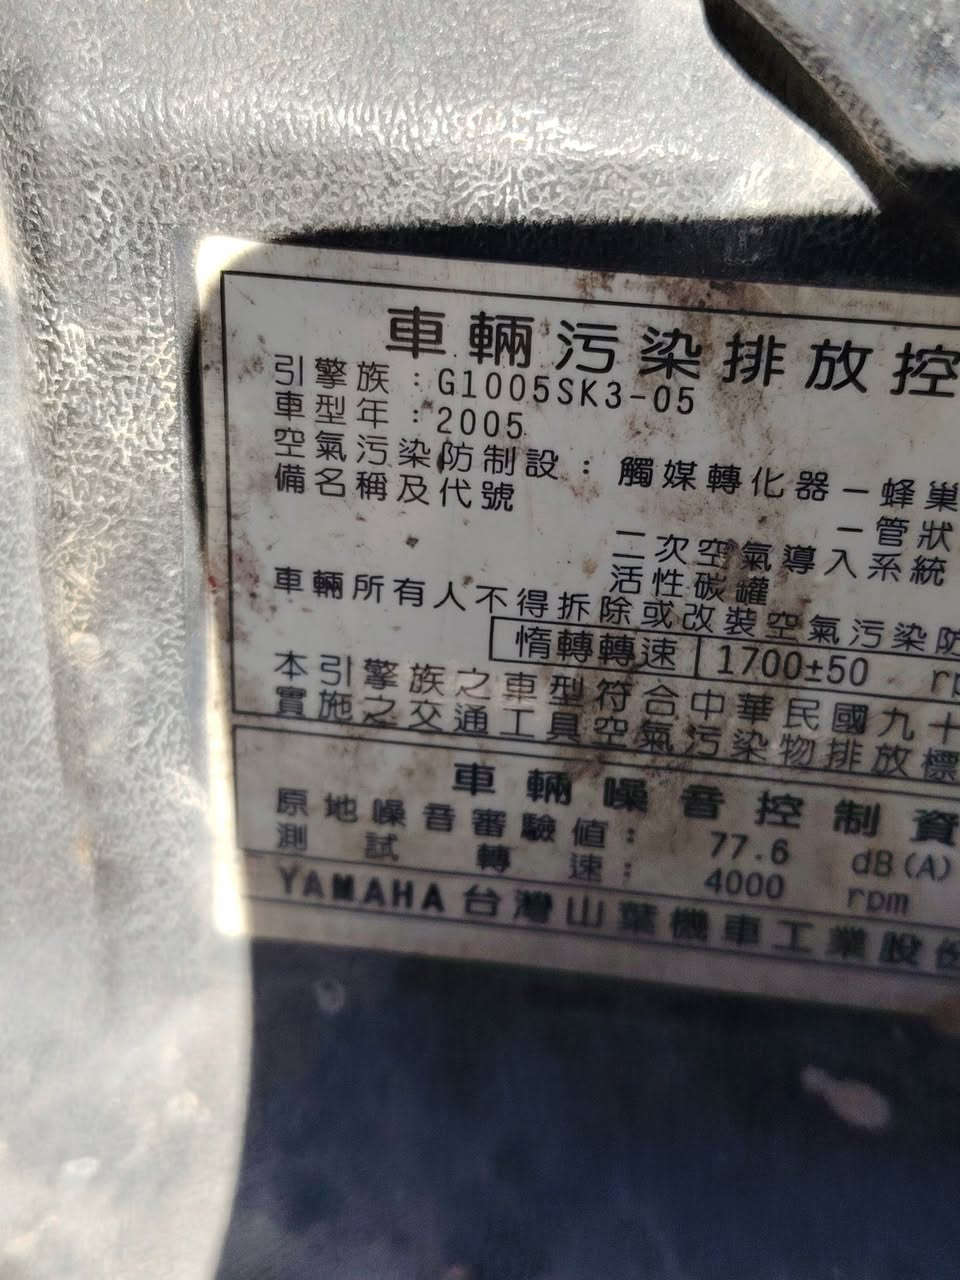 車輛污染排放控
引擎族：G1005SK3-05
車型年：2005
空氣污染防制設：觸媒轉化器－蜂巢
備名稱及代號
－管狀
二次空氣導入系統
活性碳罐
車輛所有人不得拆除或改裝空氣污染防
惰轉轉速 1700±50 rp
本引擎族之車型符合中華民國九十
實施之交通工具空氣污染物排放標
車輛噪音控制資
原地噪音審驗值：77.6 dB(A)
測試轉速：4000 rpm
YAMAHA台灣山葉機車工業股份